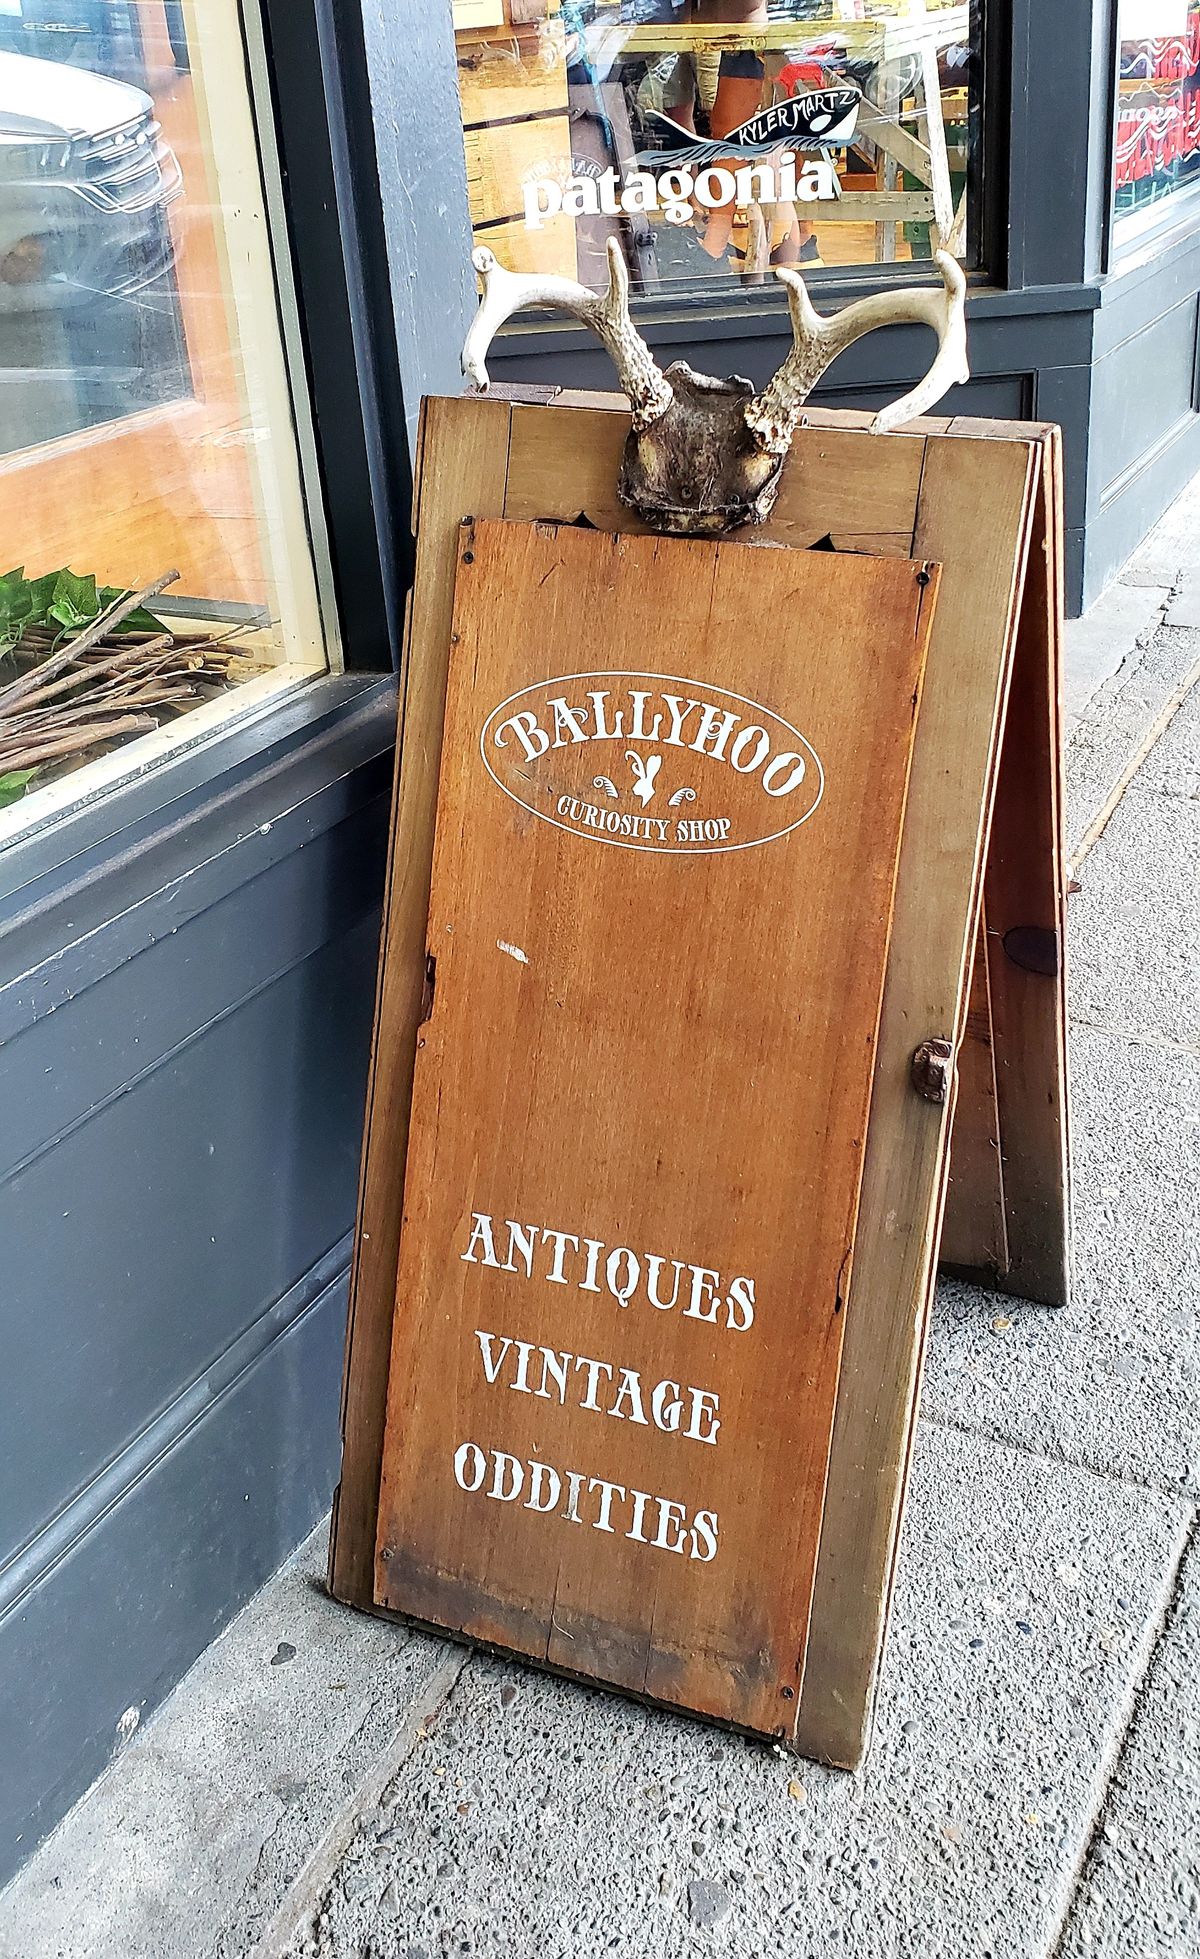 KYLER MARTZ
patagonia
BALLYHOO
CURIOSITY SHOP
ANTIQUES
VINTAGE
ODDITIES